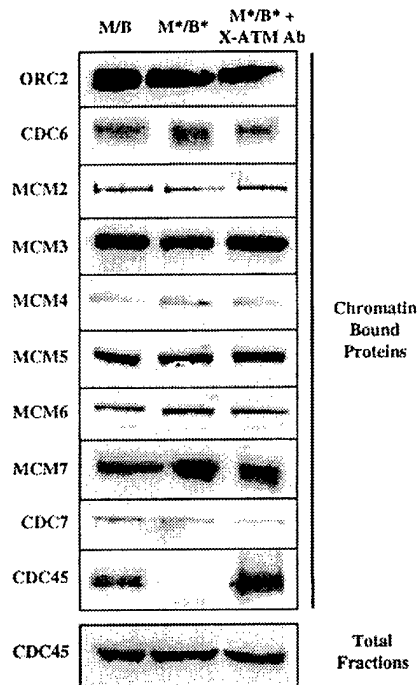 M/B M*/B* M*/B* +
X-ATM Ab
ORC2
CDC6
MCM2
MCM3
MCM4
MCM5
MCM6
MCM7
CDC7
CDC45
Chromatin
Bound
Proteins
CDC45
Total
Fractions